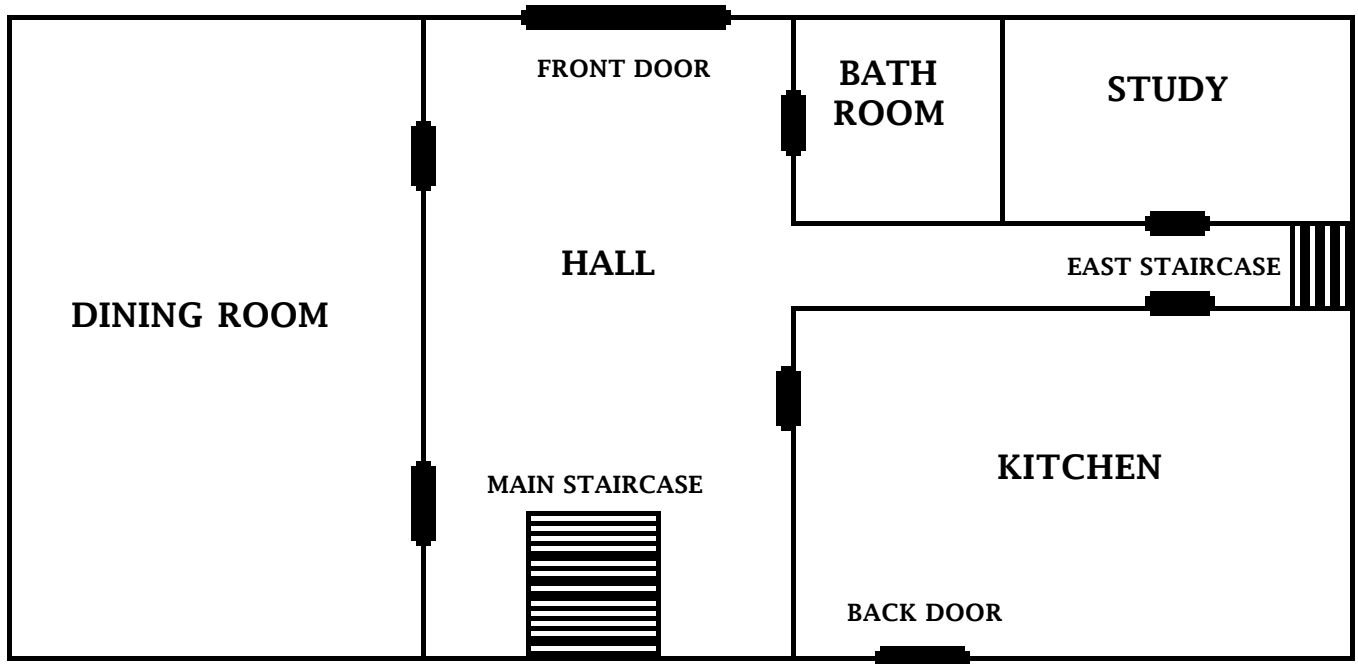 FRONT DOOR
BATH
ROOM
STUDY
HALL
EAST STAIRCASE
DINING ROOM
MAIN STAIRCASE
KITCHEN
BACK DOOR